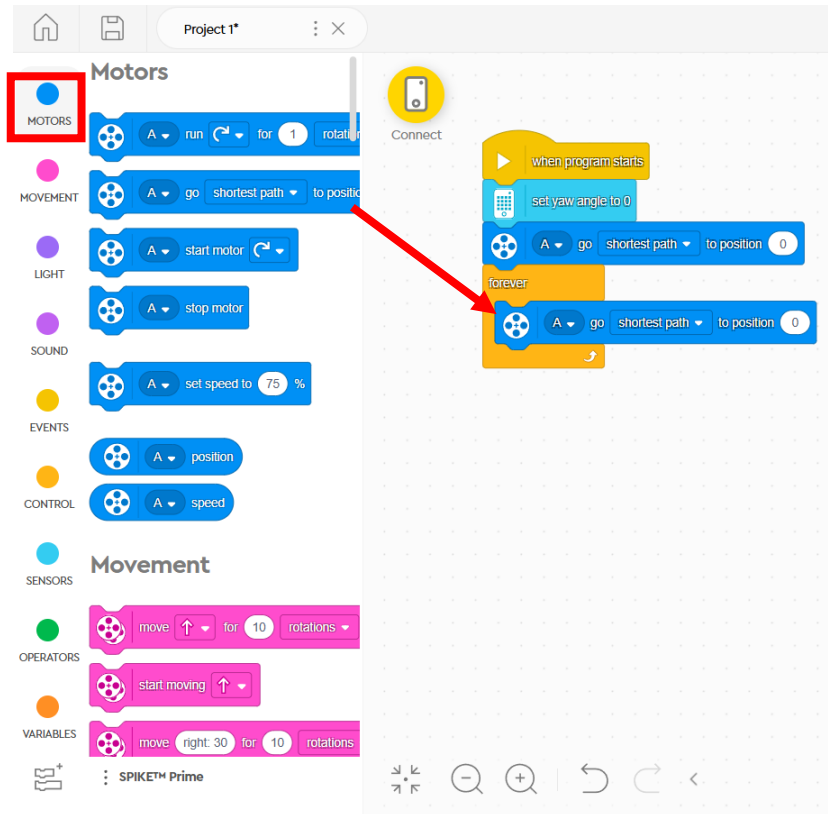 Project 1*
MOTORS
MOVEMENT
LIGHT
SOUND
EVENTS
CONTROL
SENSORS
OPERATORS
VARIABLES
Motors
A run for 1 rotation
A go shortest path to positio
A start motor
A stop motor
A set speed to 75 %
A position
A speed
Movement
move for 10 rotations
start moving
move right: 30 for 10 rotations
SPIKE™ Prime
Connect
when program starts
set yaw angle to 0
A go shortest path to position 0
forever
A go shortest path to position 0